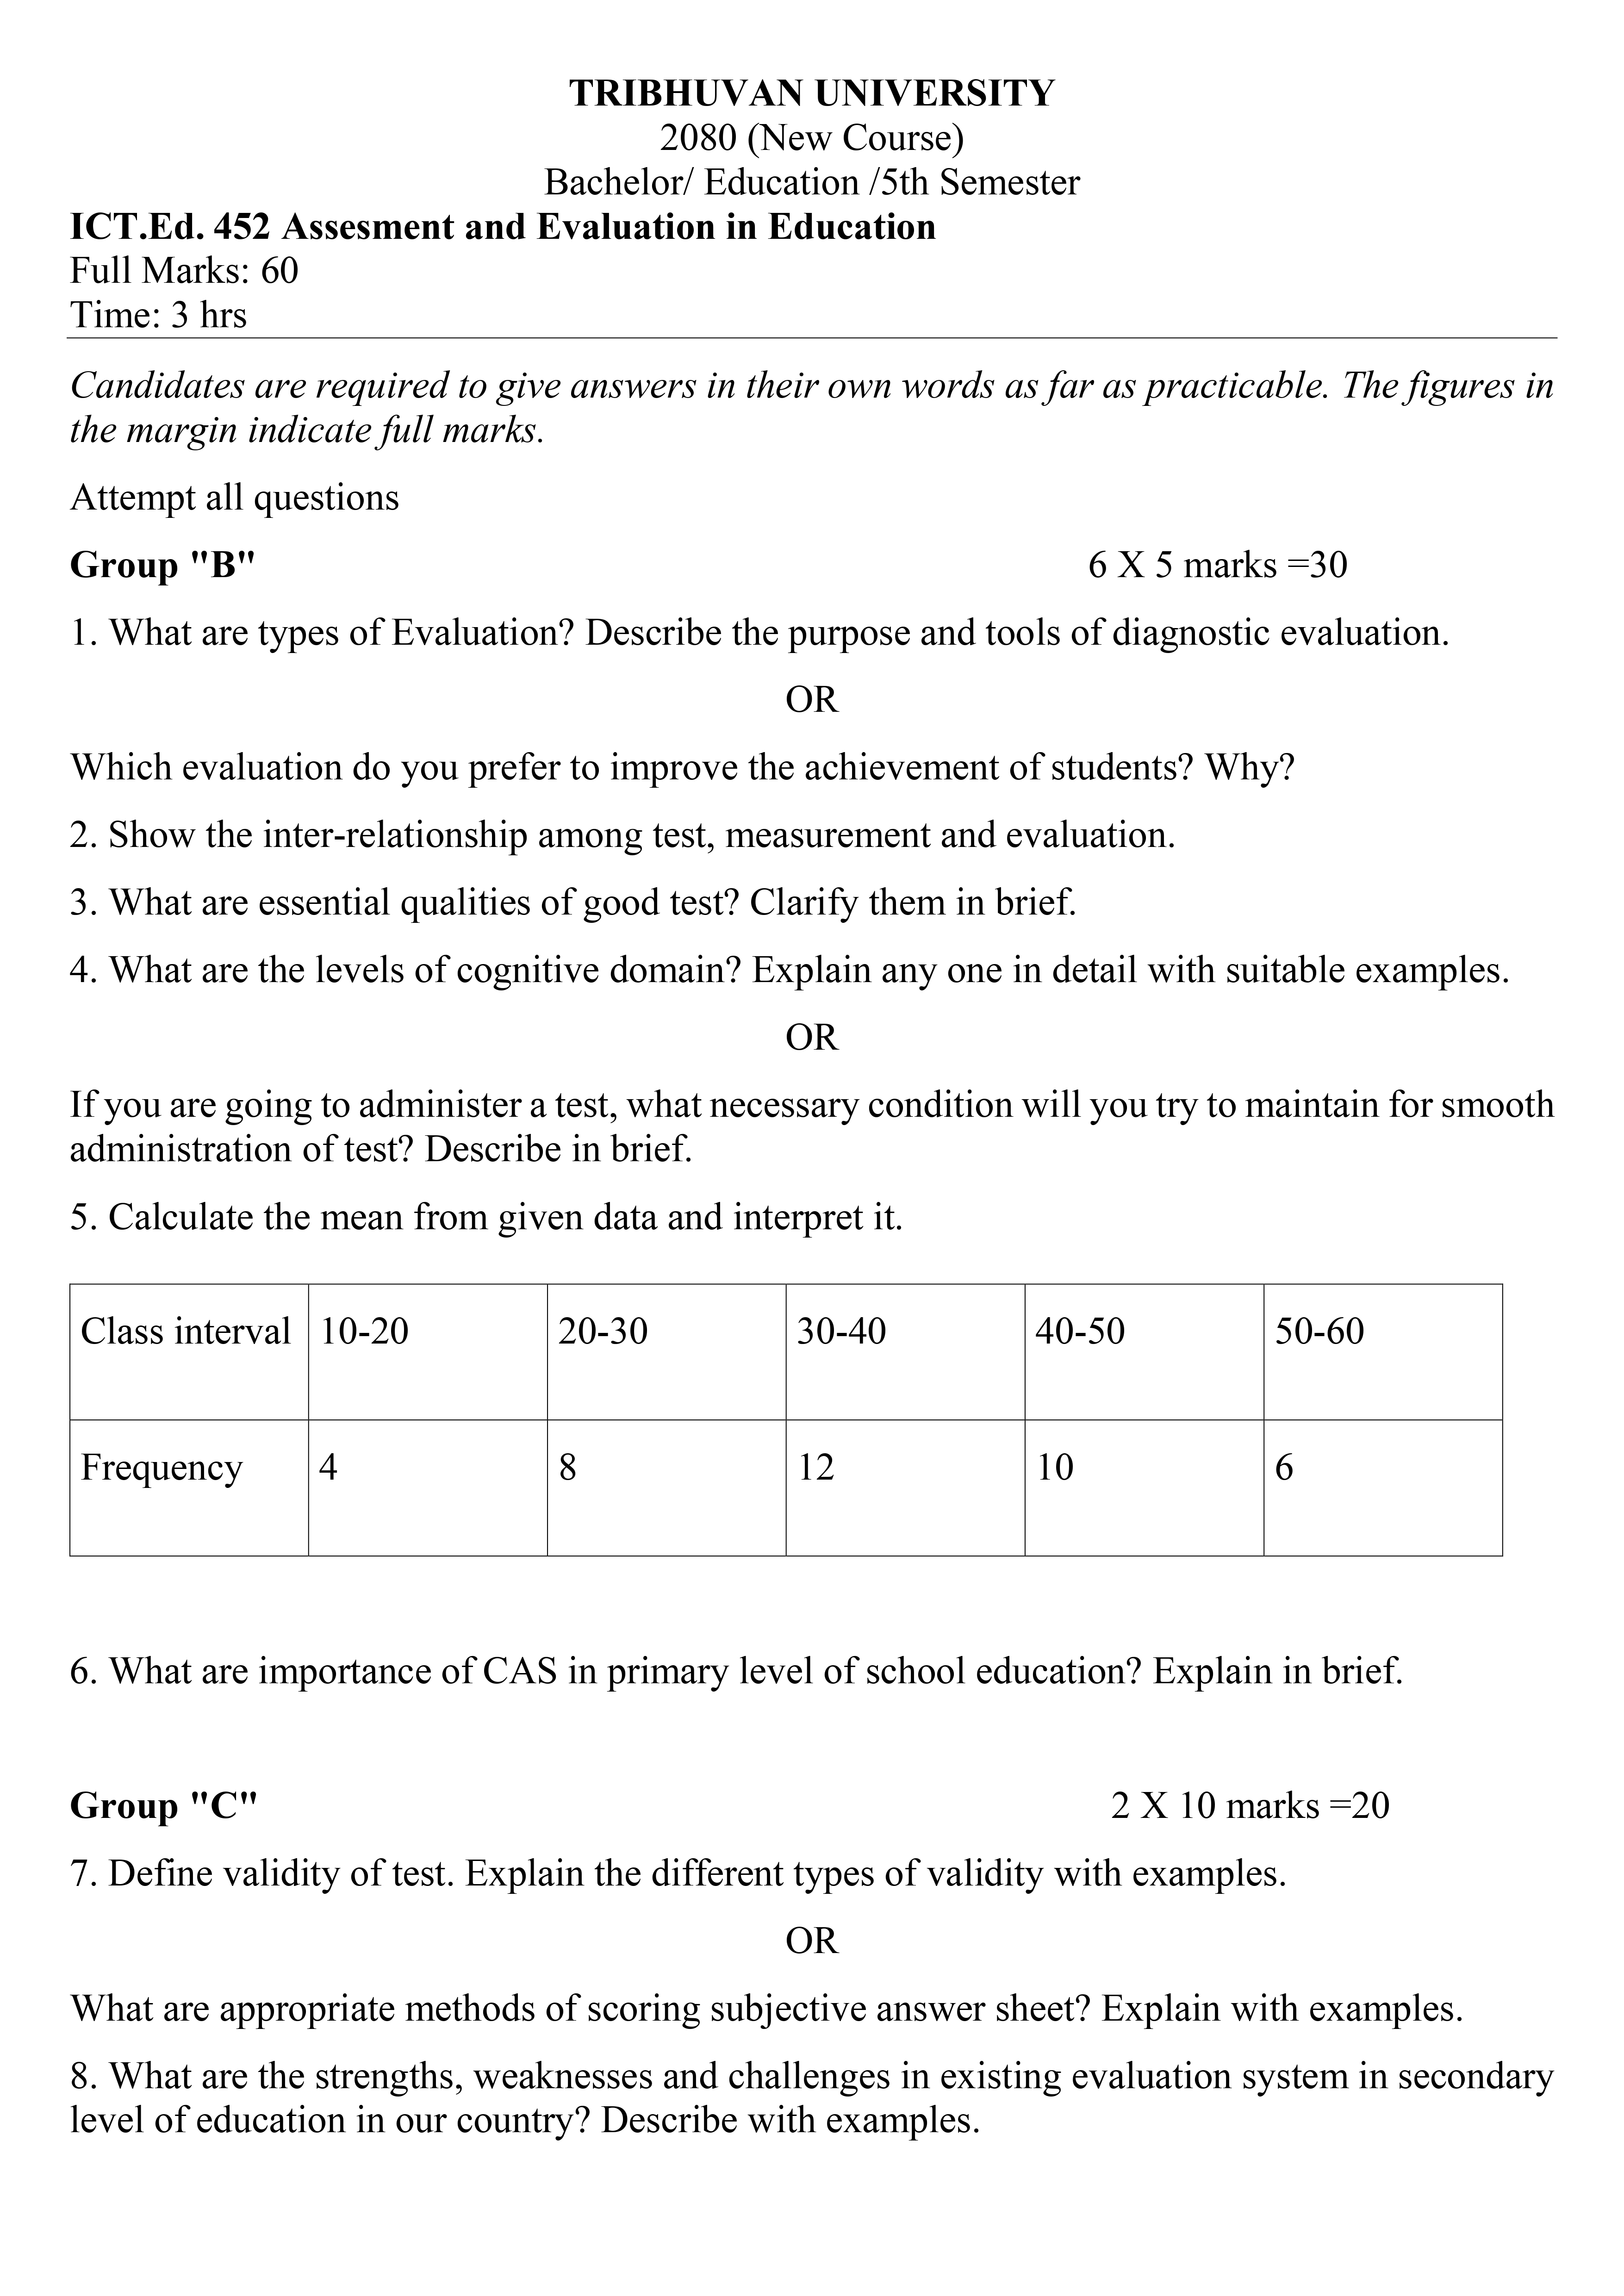 TRIBHUVAN UNIVERSITY
2080 (New Course)
Bachelor/ Education /5th Semester
ICT.Ed. 452 Assesment and Evaluation in Education
Full Marks: 60
Time: 3 hrs
Candidates are required to give answers in their own words as far as practicable. The figures in
the margin indicate full marks.
Attempt all questions
Group "B" 6 X 5 marks =30
1. What are types of Evaluation? Describe the purpose and tools of diagnostic evaluation.
OR
Which evaluation do you prefer to improve the achievement of students? Why?
2. Show the inter-relationship among test, measurement and evaluation.
3. What are essential qualities of good test? Clarify them in brief.
4. What are the levels of cognitive domain? Explain any one in detail with suitable examples.
OR
If you are going to administer a test, what necessary condition will you try to maintain for smooth
administration of test? Describe in brief.
5. Calculate the mean from given data and interpret it.
Class interval 10-20 20-30 30-40 40-50 50-60
Frequency 4 8 12 10 6
6. What are importance of CAS in primary level of school education? Explain in brief.
Group "C" 2 X 10 marks =20
7. Define validity of test. Explain the different types of validity with examples.
OR
What are appropriate methods of scoring subjective answer sheet? Explain with examples.
8. What are the strengths, weaknesses and challenges in existing evaluation system in secondary
level of education in our country? Describe with examples.